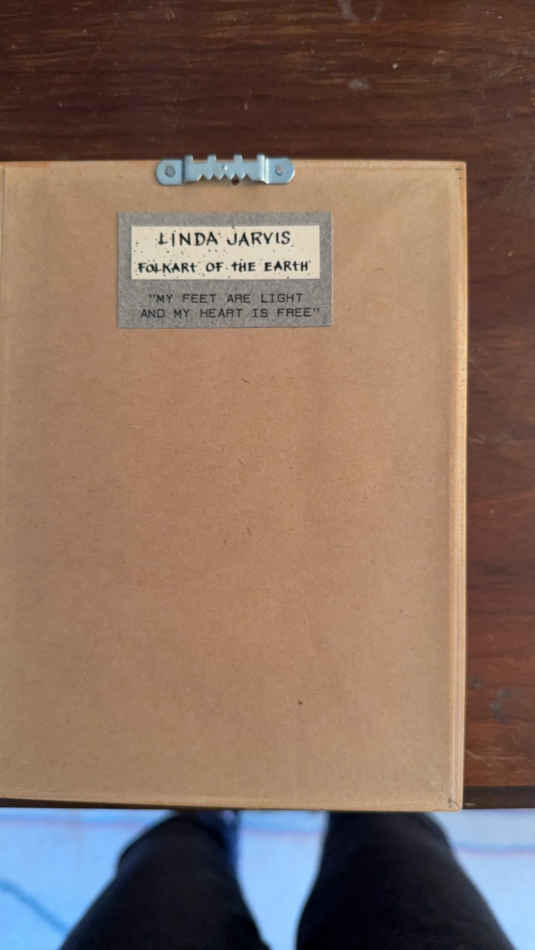 LINDA JARVIS
FOLKART OF THE EARTH
"MY FEET ARE LIGHT
AND MY HEART IS FREE"